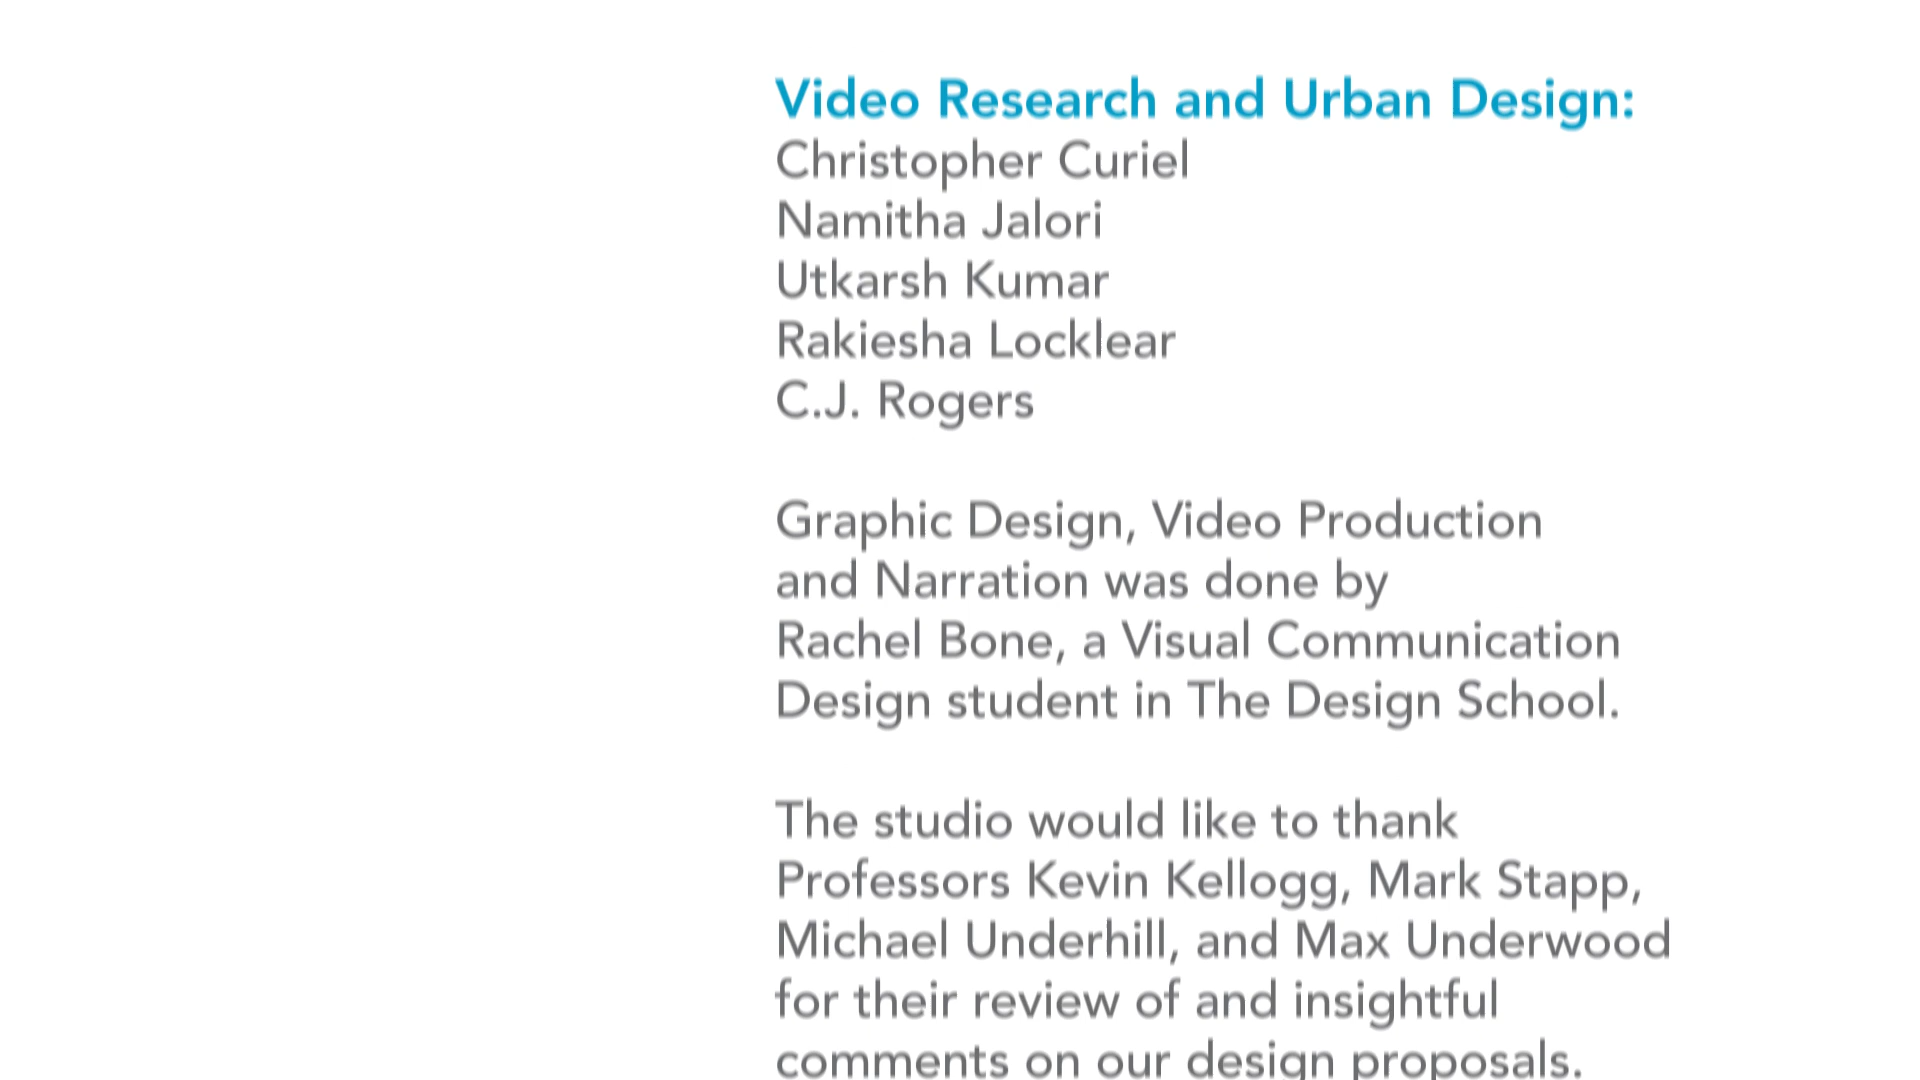 Video Research and Urban Design:
Christopher Curiel
Namitha Jalori
Utkarsh Kumar
Rakiesha Locklear
C.J. Rogers
Graphic Design, Video Production
and Narration was done by
Rachel Bone, a Visual Communication
Design student in The Design School.
The studio would like to thank
Professors Kevin Kellogg, Mark Stapp,
Michael Underhill, and Max Underwood
for their review of and insightful
comments on our design proposals.